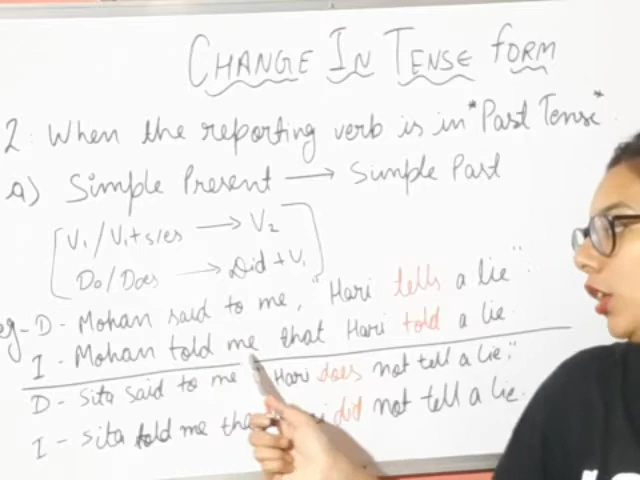 CHANGE IN TENSE FORM
2. When the reporting verb is in "Past Tense"
a) Simple Present → Simple Past
V1/V1+s/es → V2
Do/Does → Did + V1
eg- D - Mohan said to me, "Hari tells a lie".
I - Mohan told me that Hari told a lie.
D - Sita said to me "Hari does not tell a lie."
I - Sita told me did not tell a lie.